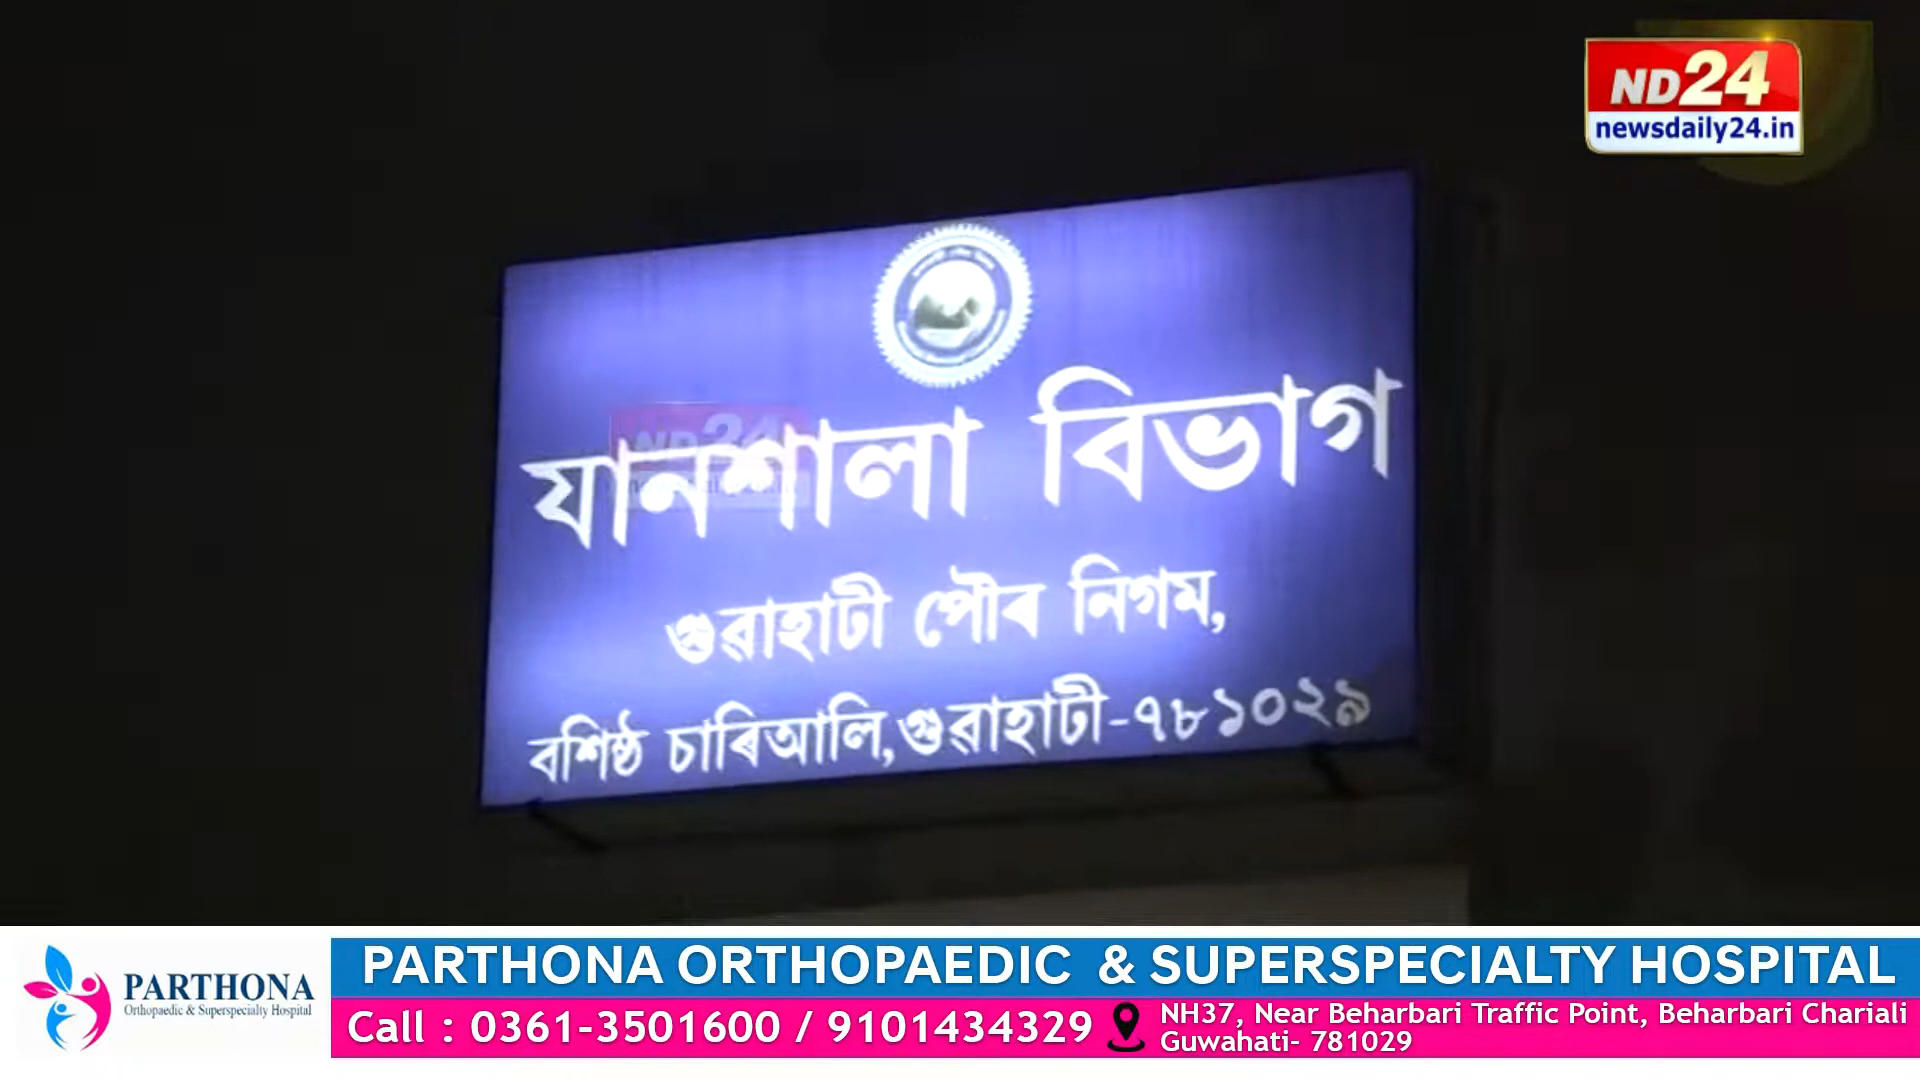 ND24
newsdaily24.in
যানশালা বিভাগ
গুৱাহাটী পৌৰ নিগম,
বশিষ্ঠ চাৰিআলি,গুৱাহাটী-৭৮১০২৯
PARTHONA
Orthopaedic & Superspecialty Hospital
PARTHONA ORTHOPAEDIC & SUPERSPECIALTY HOSPITAL
Call : 0361-3501600 / 9101434329
NH37, Near Beharbari Traffic Point, Beharbari Chariali
Guwahati- 781029